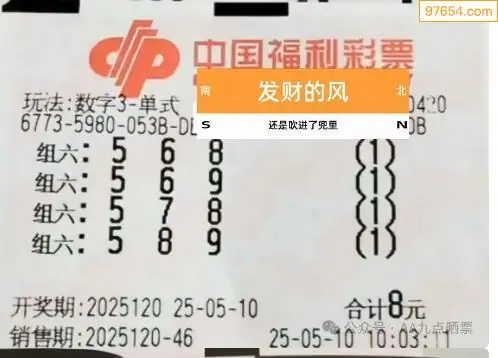 97654.com
中国福利彩票
南 发财的风 北
S 还是吹进了兜里 N
玩法:数字3-单式 0420
6773-5980-053B-DE 0B
组六: 5 6 8 (1)
组六: 5 6 9 (1)
组六: 5 7 8 (1)
组六: 5 8 9 (1)
开奖期:2025120 25-05-10 合计8元
公众号·AA九点晒票
销售期:2025120-46 25-05-10 10:03:11